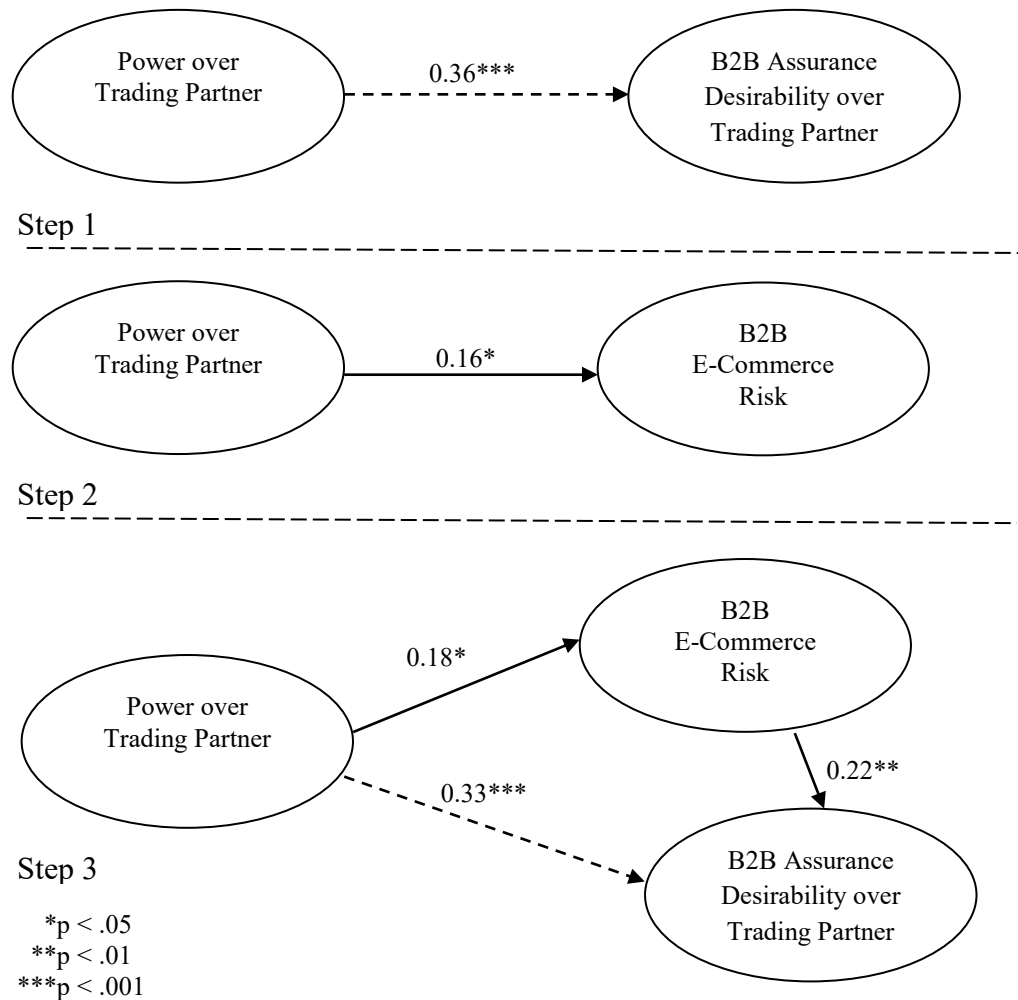 Power over
Trading Partner
0.36***
B2B Assurance
Desirability over
Trading Partner
Step 1
Power over
Trading Partner
0.16*
B2B
E-Commerce
Risk
Step 2
B2B
E-Commerce
Risk
0.18*
Power over
Trading Partner
0.22**
0.33***
B2B Assurance
Desirability over
Trading Partner
Step 3
*p < .05
**p < .01
***p < .001